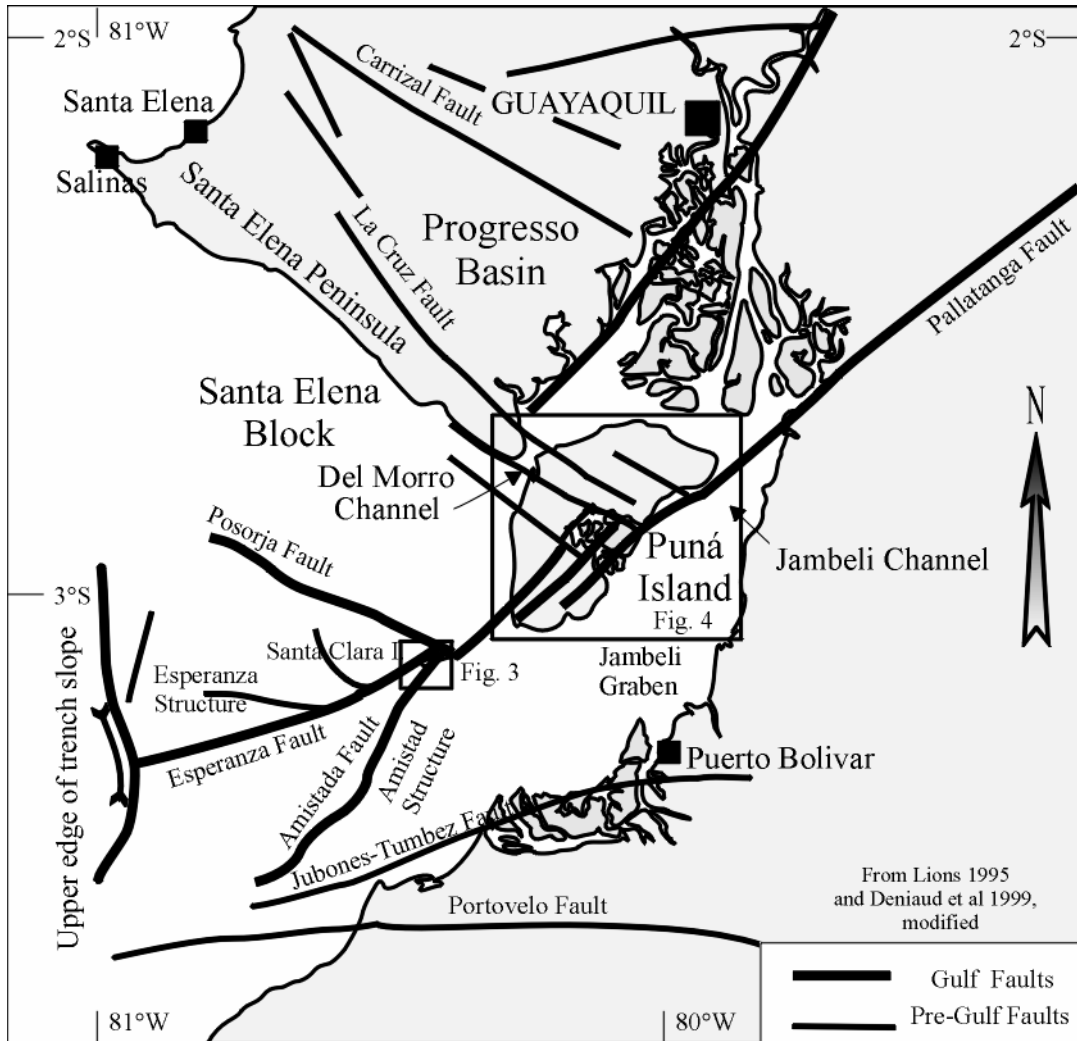 2°S
81°W
2°S
Santa Elena
Salinas
Carrizal Fault
GUAYAQUIL
Santa Elena Peninsula
La Cruz Fault
Progresso
Basin
Pallatanga Fault
Santa Elena
Block
N
Del Morro
Channel
Puná
Island
Fig. 4
Jambeli Channel
Posorja Fault
3°S
Santa Clara I
Fig. 3
Jambeli
Graben
Esperanza
Structure
Esperanza Fault
Amistada Fault
Amistad
Structure
Puerto Bolivar
Upper edge of trench slope
Jubones-Tumbez Fault
Portovelo Fault
From Lions 1995
and Deniaud et al 1999,
modified
Gulf Faults
Pre-Gulf Faults
81°W
80°W